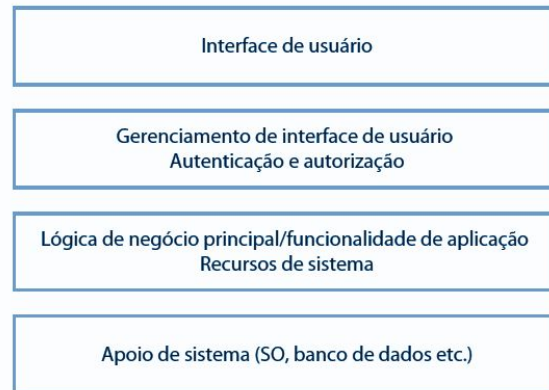 Interface de usuário
Gerenciamento de interface de usuário
Autenticação e autorização
Lógica de negócio principal/funcionalidade de aplicação
Recursos de sistema
Apoio de sistema (SO, banco de dados etc.)